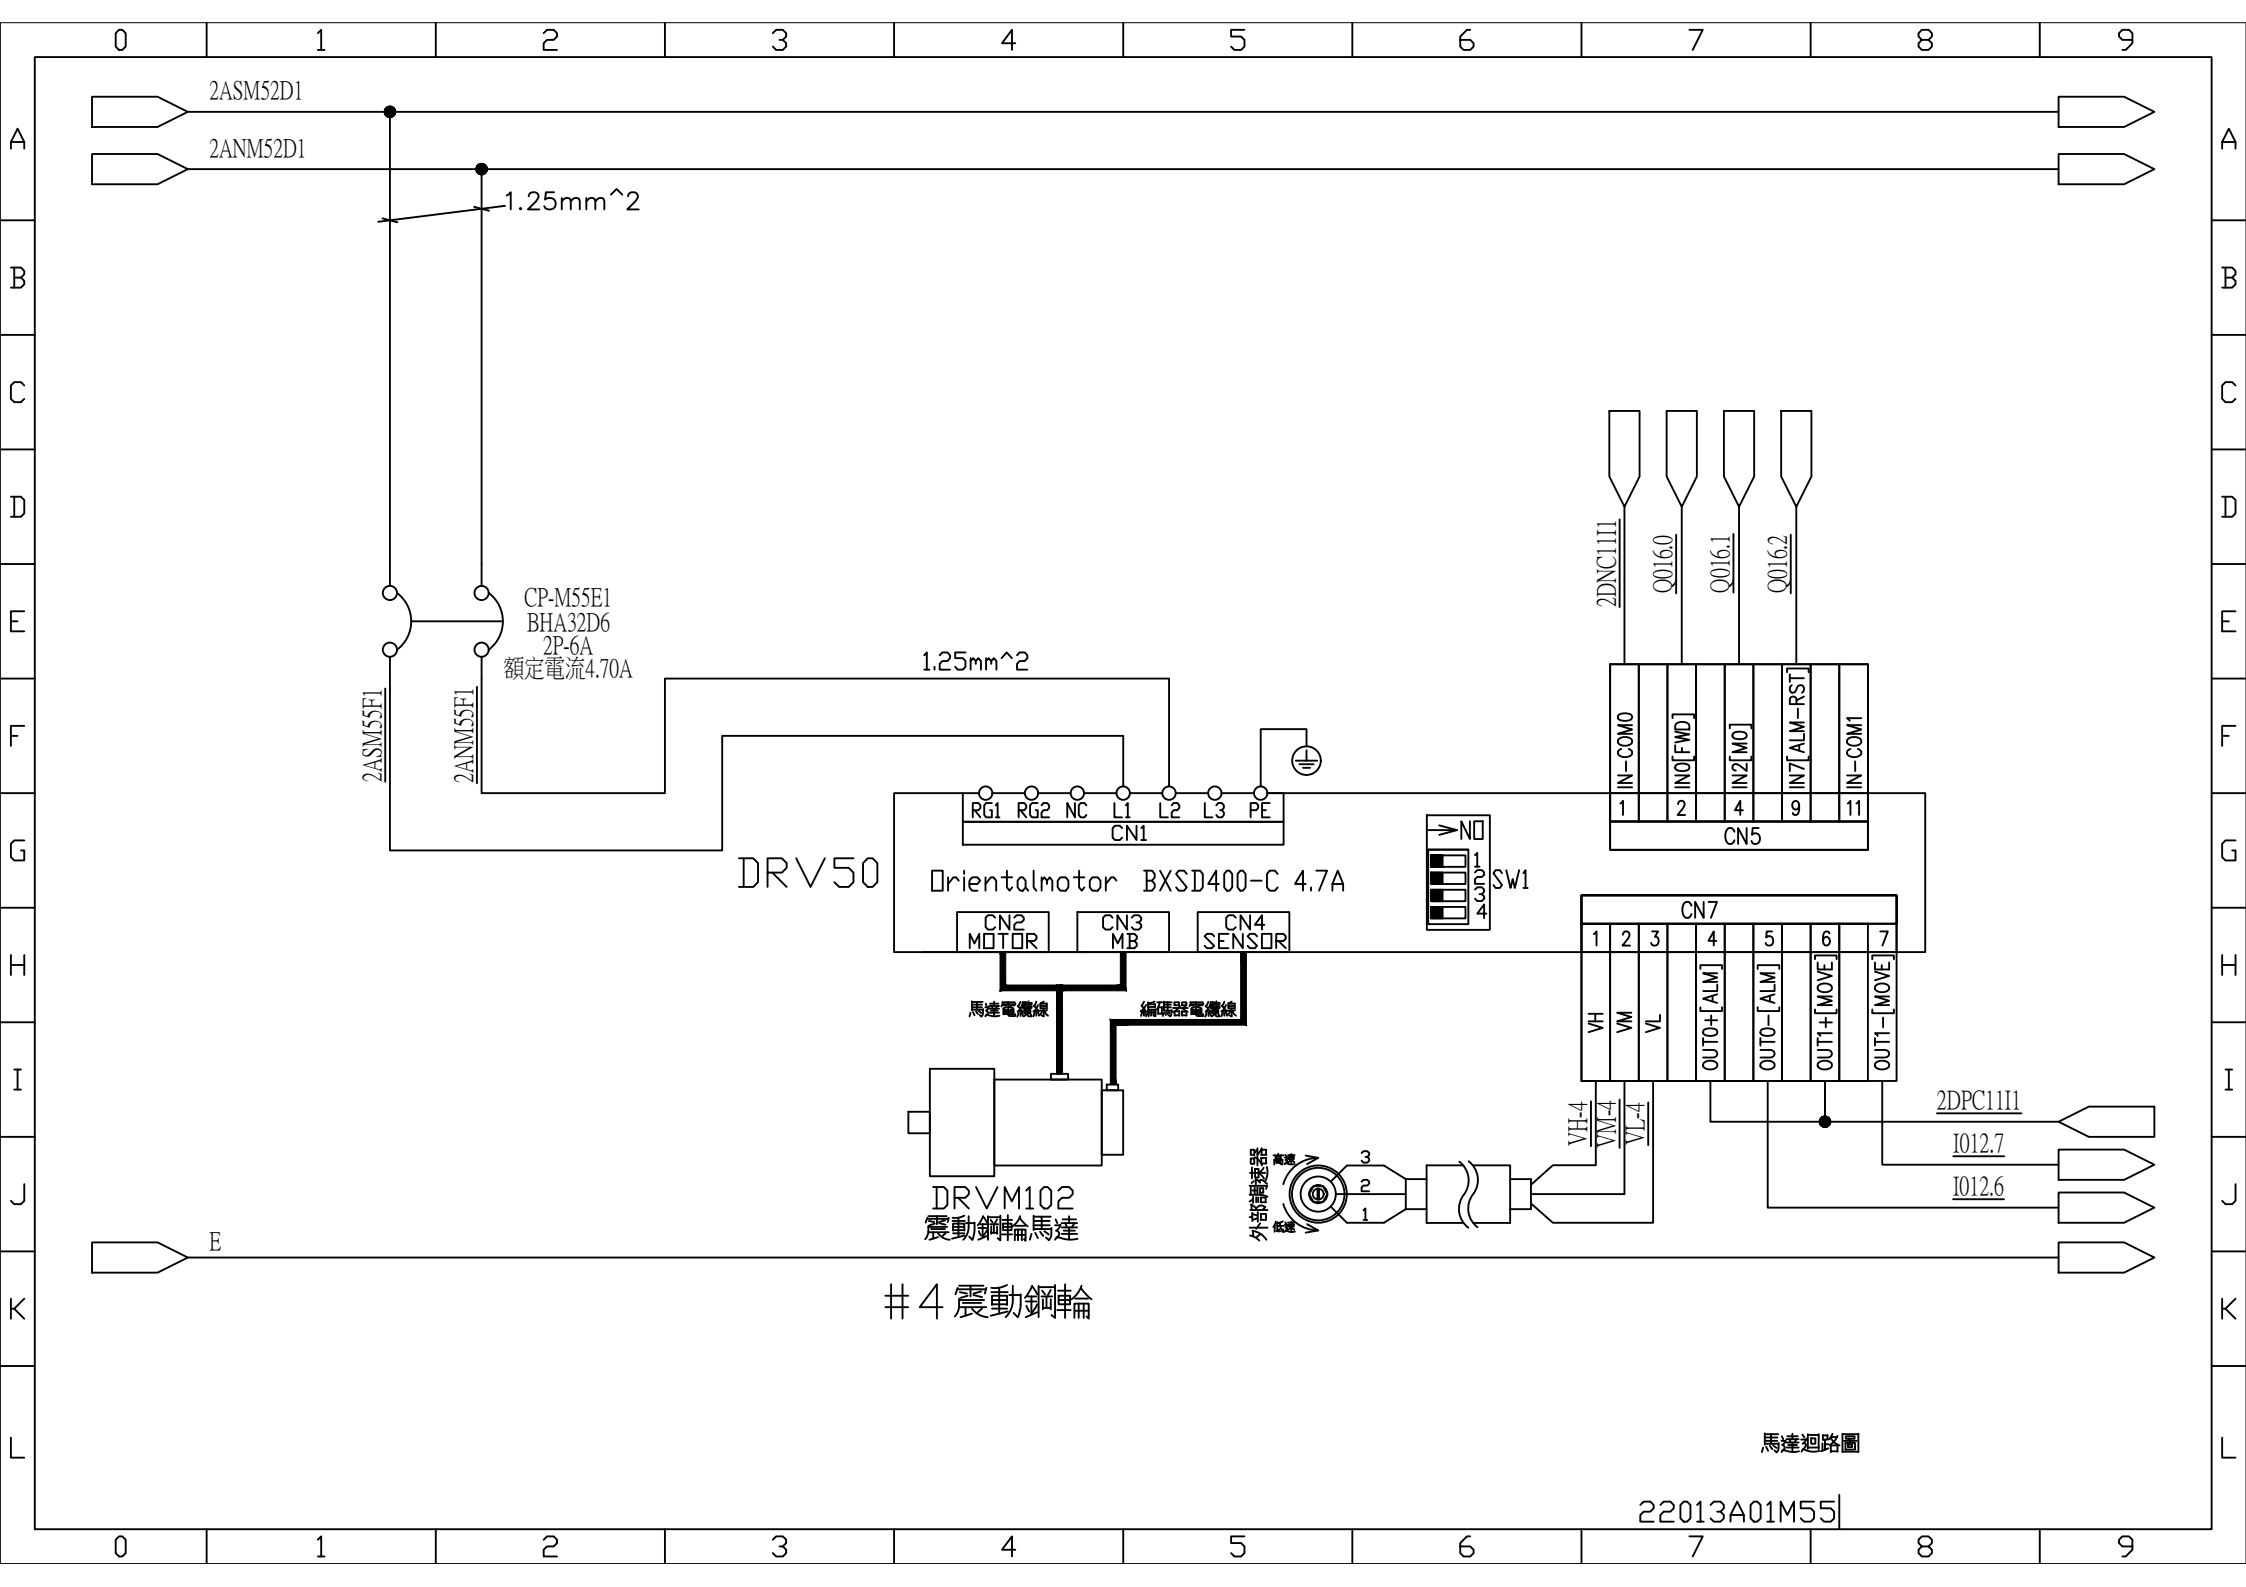 0 1 2 3 4 5 6 7 8 9
A A
B B
C C
D D
E E
F F
G G
H H
I I
J J
K K
L L
2ASM52D1
2ANM52D1
1.25mm^2
CP-M55E1
BHA32D6
2P-6A
額定電流4.70A
2ASM55F1
2ANM55F1
1.25mm^2
2DNC11I1
Q016.0
Q016.1
Q016.2
IN-COM0
IN0[FWD]
IN2[M0]
IN7[ALM-RST]
IN-COM1
1 2 4 9 11
CN5
RG1 RG2 NC L1 L2 L3 PE
CN1
DRV50
Orientalmotor BXSD400-C 4.7A
NO
1
2
3
4
SW1
CN2
MOTOR
CN3
MB
CN4
SENSOR
CN7
1 2 3 4 5 6 7
VH
VM
VL
OUT0+[ALM]
OUT0-[ALM]
OUT1+[MOVE]
OUT1-[MOVE]
馬達電纜線
編碼器電纜線
VH-4
VM-4
VL-4
2DPC11I1
I012.7
I012.6
外部調速器
高速
低速
3
2
1
DRVM102
震動鋼輪馬達
E
#4震動鋼輪
馬達迴路圖
22013A01M55
0 1 2 3 4 5 6 7 8 9